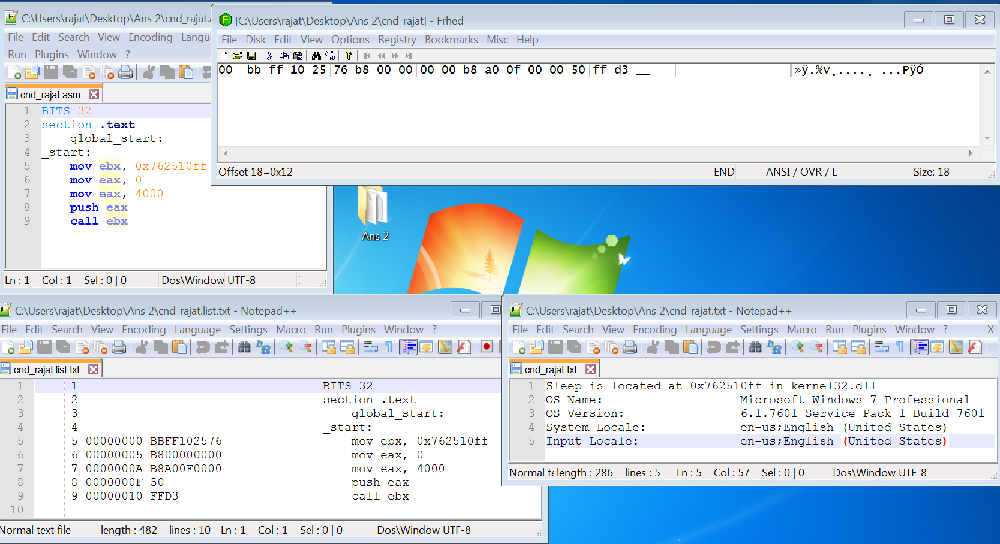 C:\Users\rajat\Desktop\Ans 2\cnd_rajat.
File Edit Search View Encoding
Run Plugins Window ?
cnd_rajat.asm
1 BITS 32
2 section .text
3 global_start:
4 _start:
5 mov ebx, 0x762510ff
6 mov eax, 0
7 mov eax, 4000
8 push eax
9 call ebx
Ln : 1 Col : 1 Sel : 0 | 0 Dos\Window UTF-8
[C:\Users\rajat\Desktop\Ans 2\cnd_rajat] - Frhed
File Disk Edit View Options Registry Bookmarks Misc Help
00 bb ff 10 25 76 b8 00 00 00 00 b8 a0 0f 00 00 50 ff d3 __ »ÿ.%v¸....¸ ...PÿÓ
Offset 18=0x12 END ANSI / OVR / L Size: 18
Ans 2
C:\Users\rajat\Desktop\Ans 2\cnd_rajat.list.txt - Notepad++
File Edit Search View Encoding Language Settings Macro Run Plugins Window ?
cnd_rajat.list.txt
1 1 BITS 32
2 2 section .text
3 3 global_start:
4 4 _start:
5 5 00000000 BBFF102576 mov ebx, 0x762510ff
6 6 00000005 B800000000 mov eax, 0
7 7 0000000A B8A00F0000 mov eax, 4000
8 8 0000000F 50 push eax
9 9 00000010 FFD3 call ebx
10
Normal text file length : 482 lines : 10 Ln : 1 Col : 1 Sel : 0 | 0 Dos\Window UTF-8
C:\Users\rajat\Desktop\Ans 2\cnd_rajat.txt - Notepad++
File Edit Search View Encoding Language Settings Macro Run Plugins Window ? X
cnd_rajat.txt
1 Sleep is located at 0x762510ff in kernel32.dll
2 OS Name: Microsoft Windows 7 Professional
3 OS Version: 6.1.7601 Service Pack 1 Build 7601
4 System Locale: en-us;English (United States)
5 Input Locale: en-us;English (United States)
Normal te length : 286 lines : 5 Ln : 5 Col : 57 Sel : 0 | 0 Dos\Window UTF-8